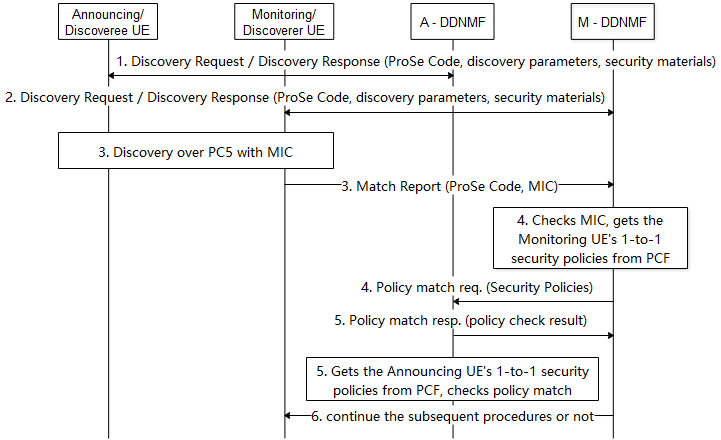 Announcing/
Discoveree UE
Monitoring/
Discoverer UE
A - DDNMF
M - DDNMF
1. Discovery Request / Discovery Response (ProSe Code, discovery parameters, security materials)
2. Discovery Request / Discovery Response (ProSe Code, discovery parameters, security materials)
3. Discovery over PC5 with MIC
3. Match Report (ProSe Code, MIC)
4. Checks MIC, gets the
Monitoring UE's 1-to-1
security policies from PCF
4. Policy match req. (Security Policies)
5. Policy match resp. (policy check result)
5. Gets the Announcing UE's 1-to-1 security
policies from PCF, checks policy match
6. continue the subsequent procedures or not